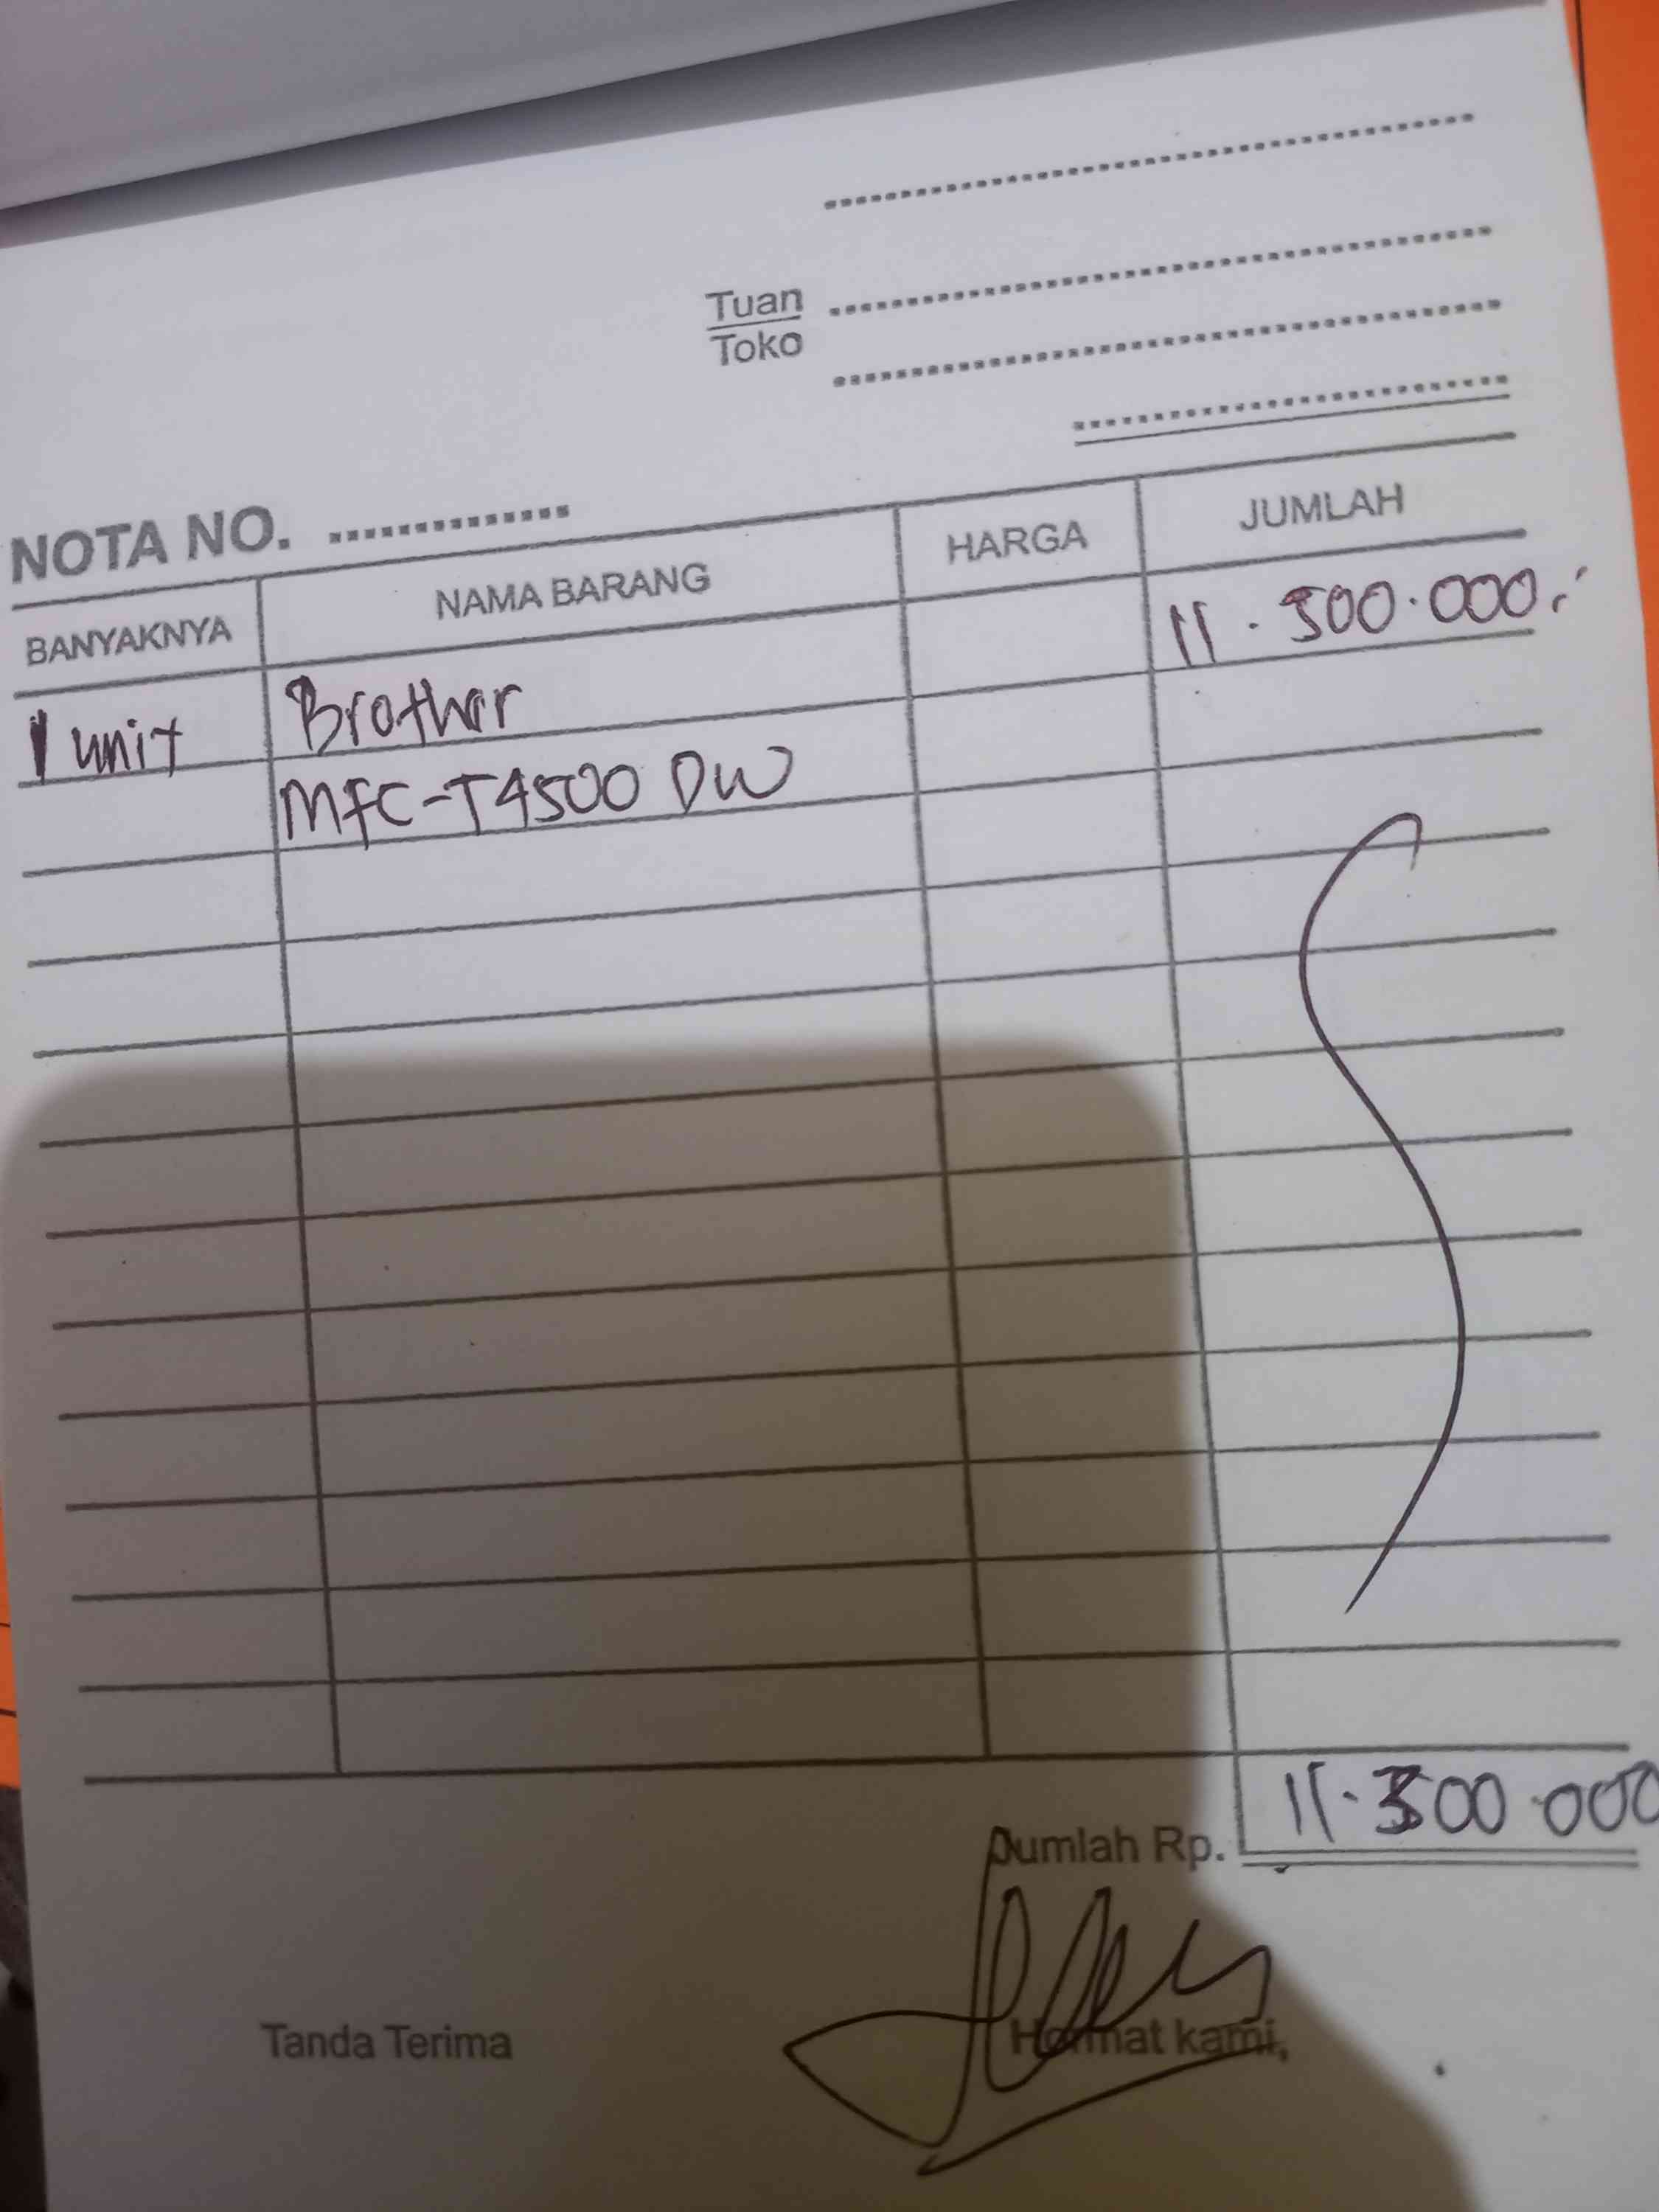 Tuan
Toko
NOTA NO. ..............
BANYAKNYA NAMA BARANG HARGA JUMLAH
1 unit Brother 11.500.000.-
MFC-T4500 DW
Jumlah Rp. 11.500.000
Tanda Terima Hormat kami,